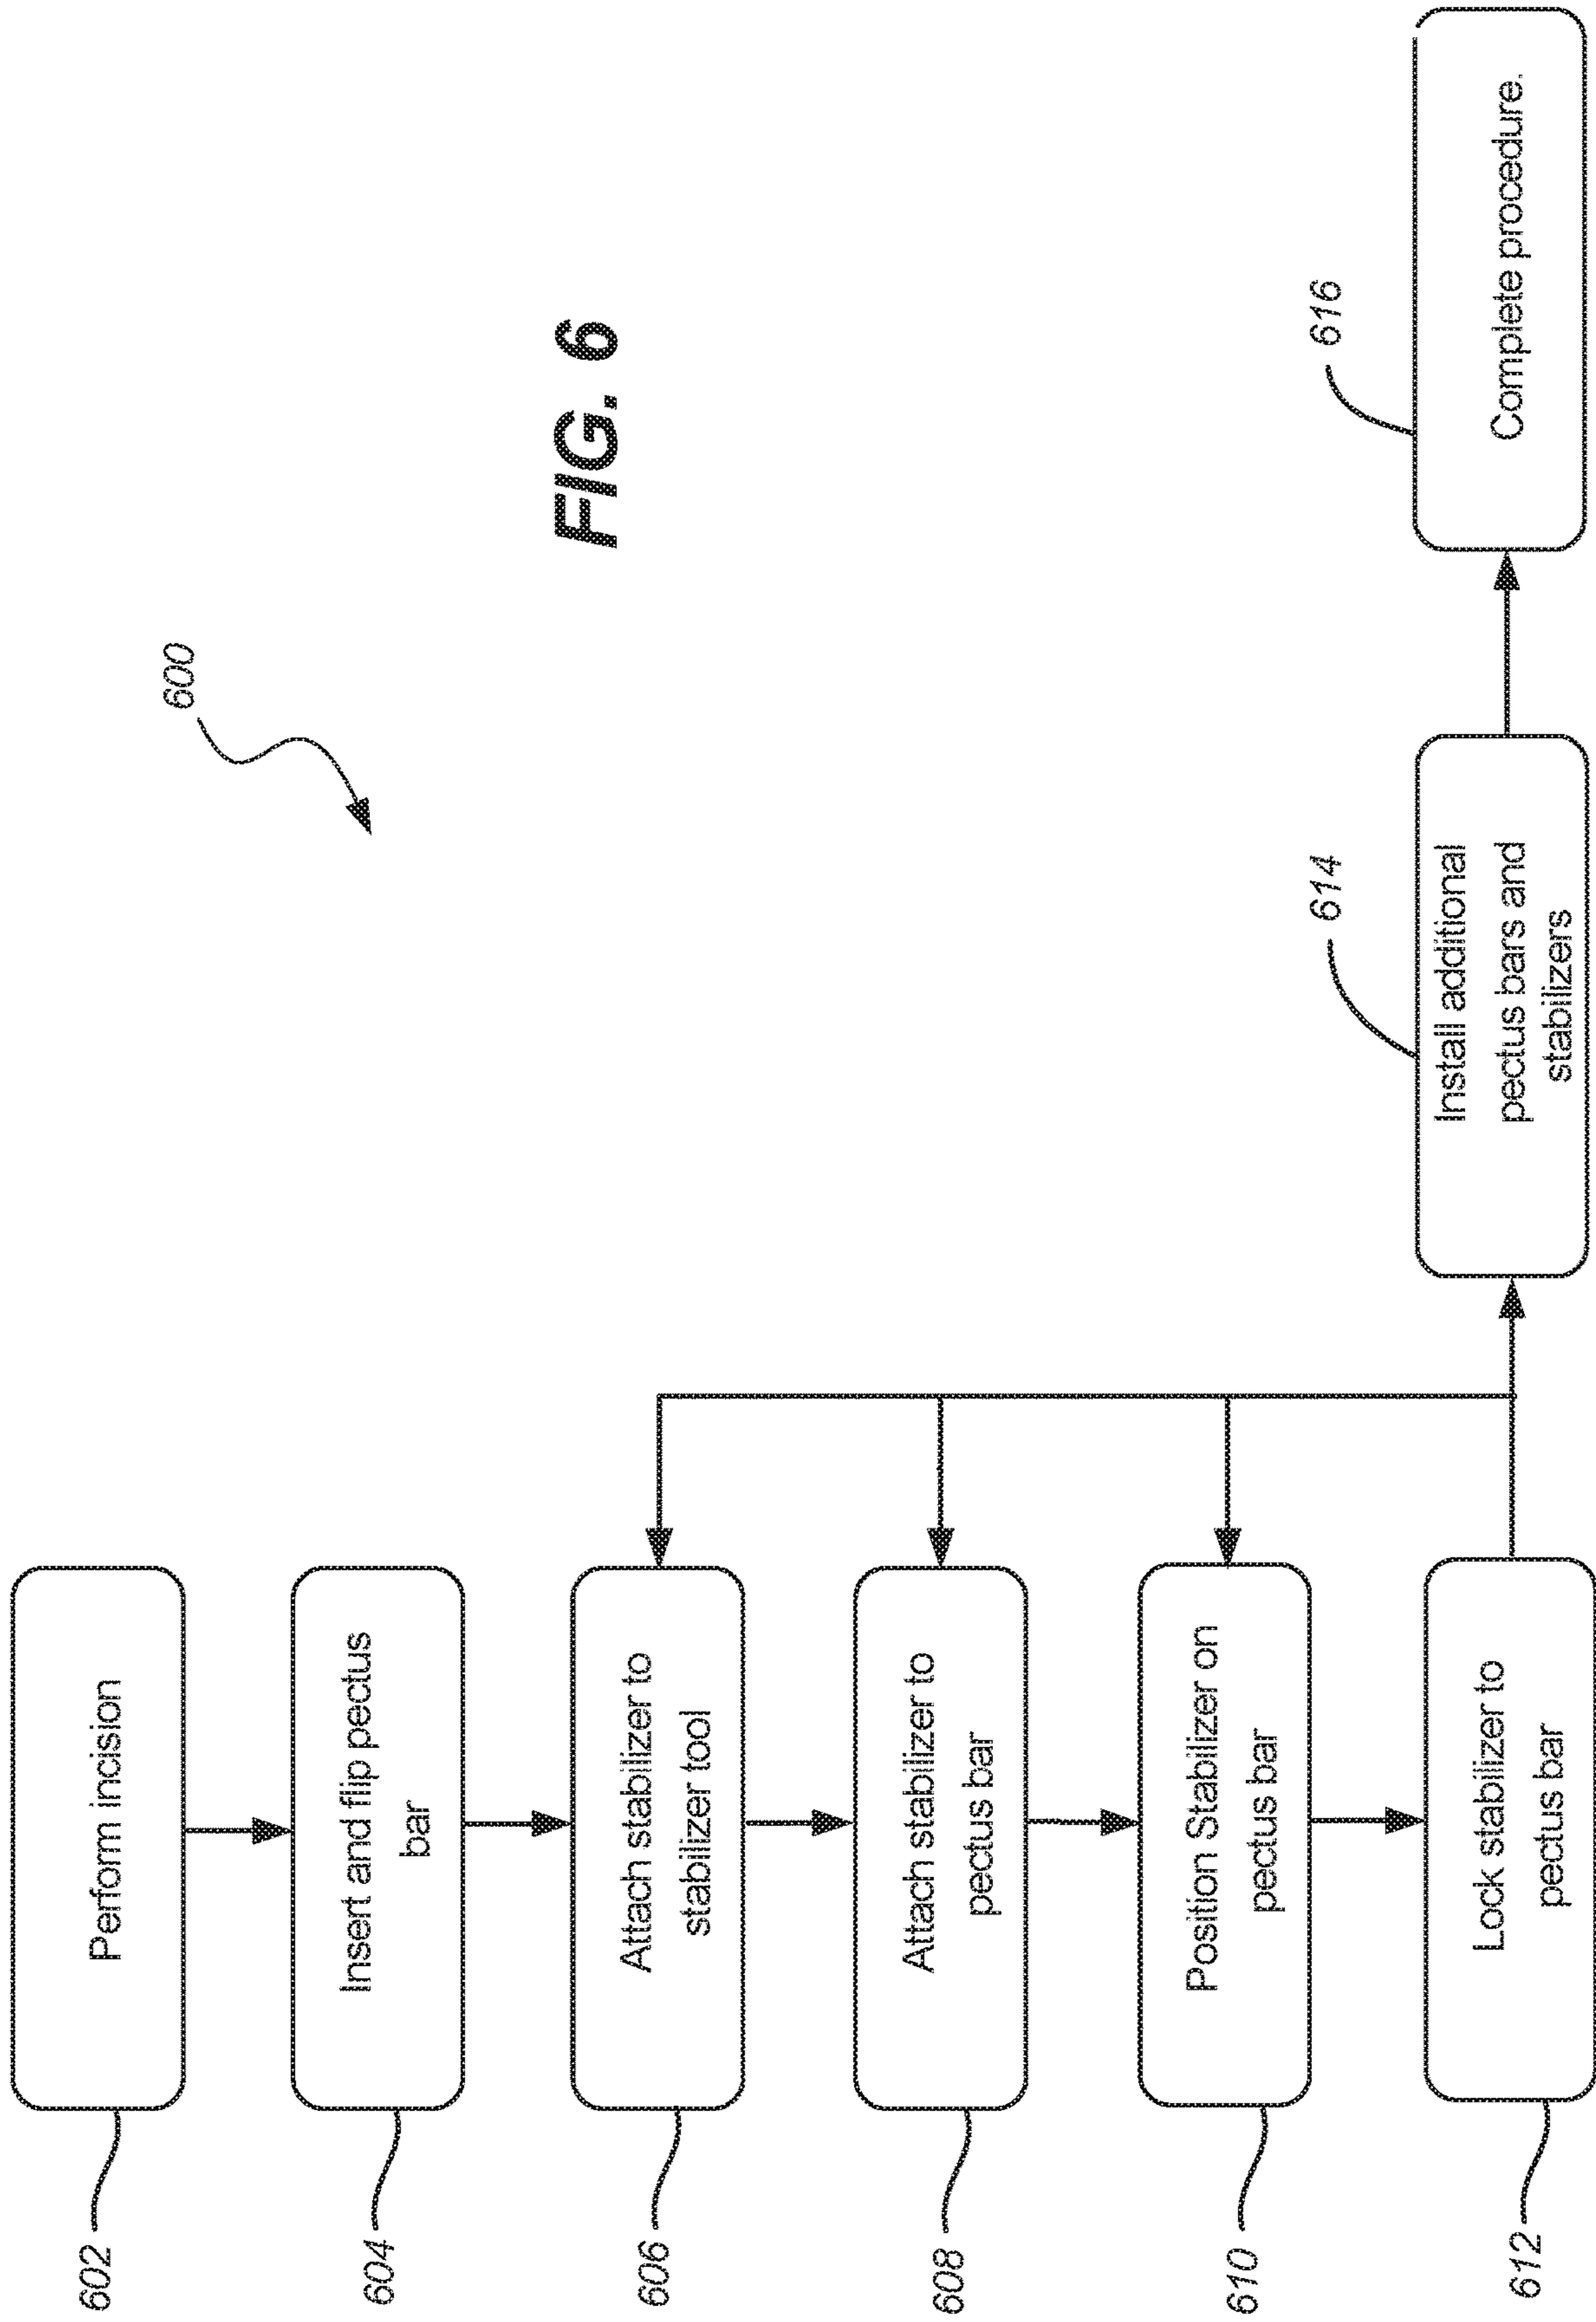 602
Perform incision
604
Insert and flip pectus
bar
606
Attach stabilizer to
stabilizer tool
608
Attach stabilizer to
pectus bar
610
Position Stabilizer on
pectus bar
612
Lock stabilizer to
pectus bar
614
Install additional
pectus bars and
stabilizers
616
Complete procedure.
600
FIG. 6